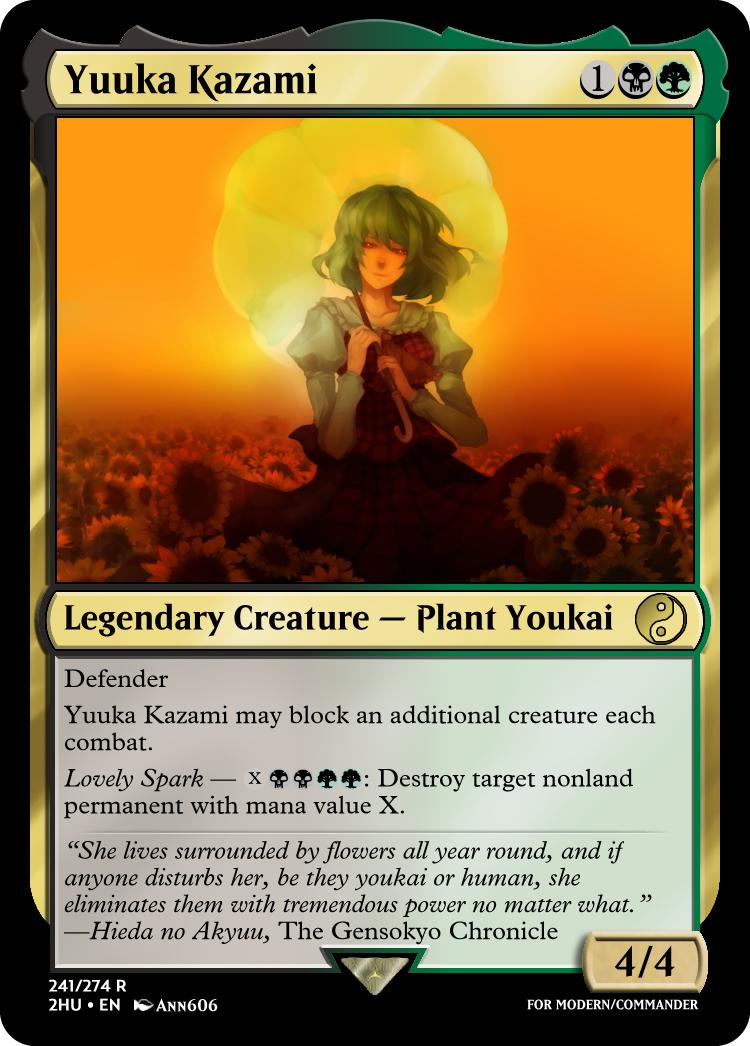 Yuuka Kazami 1
Legendary Creature — Plant Youkai
Defender
Yuuka Kazami may block an additional creature each
combat.
Lovely Spark — X: Destroy target nonland
permanent with mana value X.
“She lives surrounded by flowers all year round, and if
anyone disturbs her, be they youkai or human, she
eliminates them with tremendous power no matter what.”
—Hieda no Akyuu, The Gensokyo Chronicle
4/4
241/274 R
2HU • EN Ann606
FOR MODERN/COMMANDER